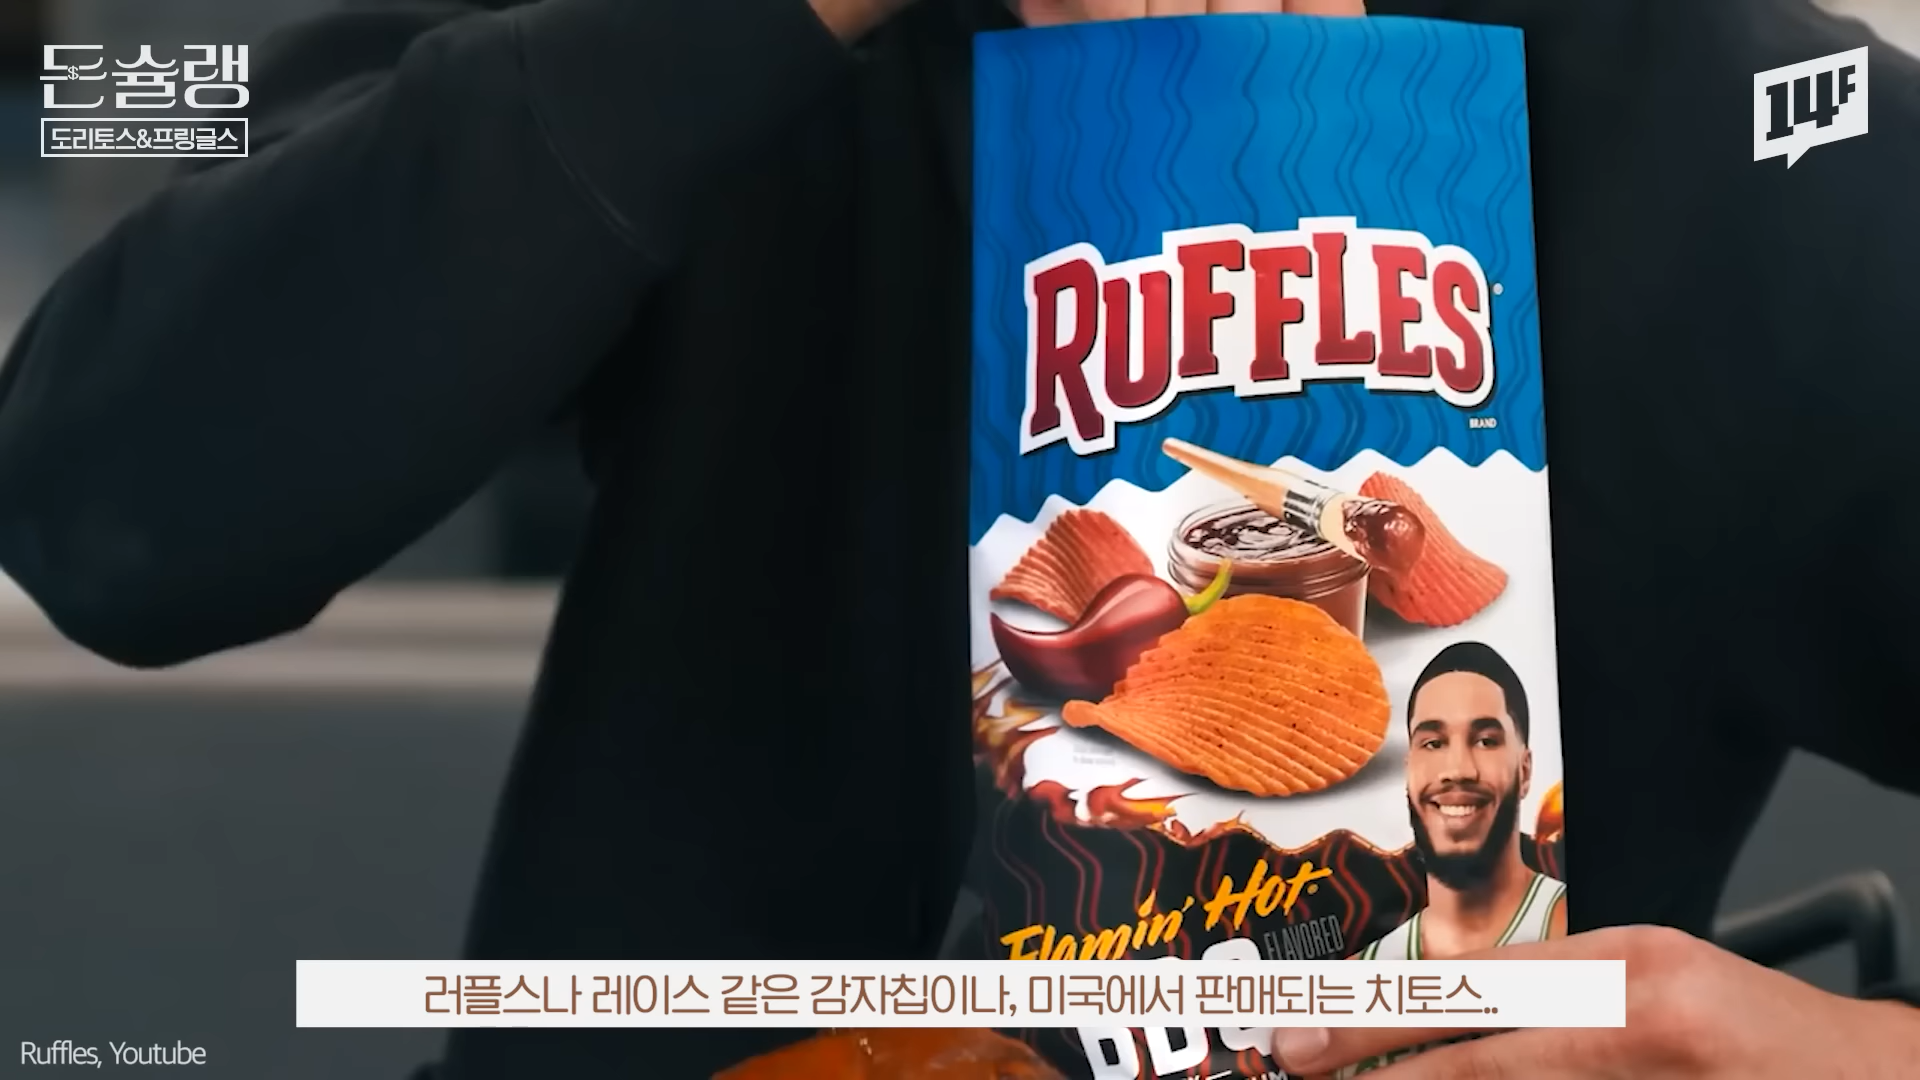 돈슐랭
도리토스&프링글스
14F
RUFFLES
BRAND
Flamin' Hot
FLAVORED
BBQ
러플스나 레이스 같은 감자칩이나, 미국에서 판매되는 치토스..
Ruffles, Youtube